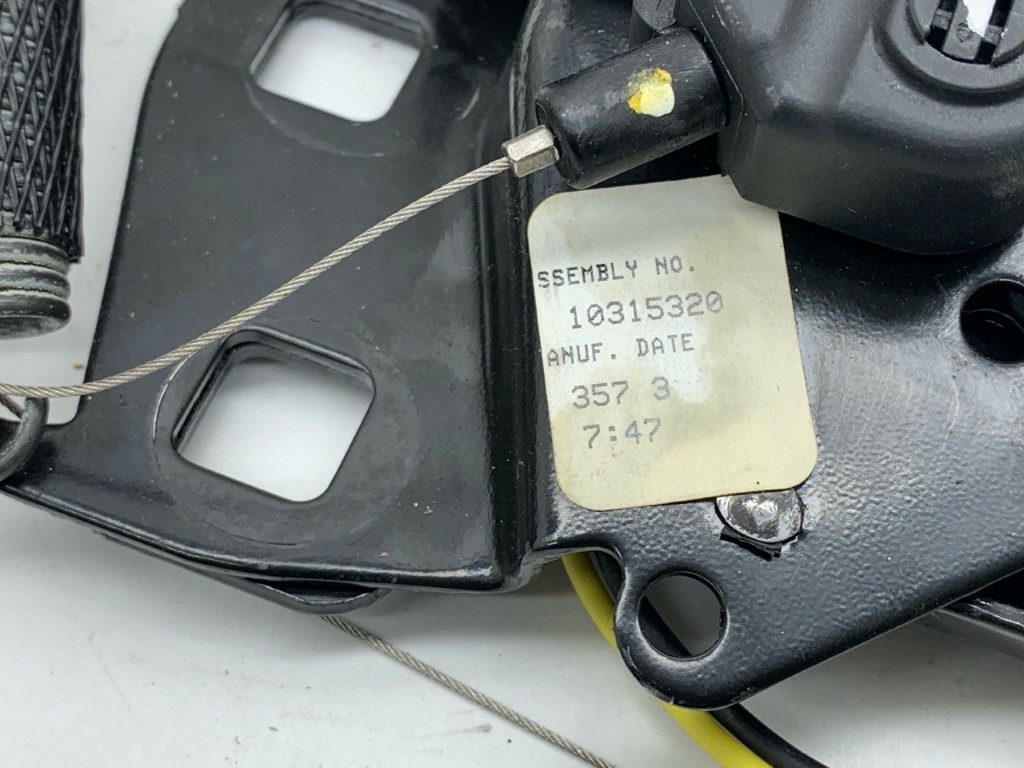 SSEMBLY NO.
10315320
ANUF. DATE
357 3
7:47